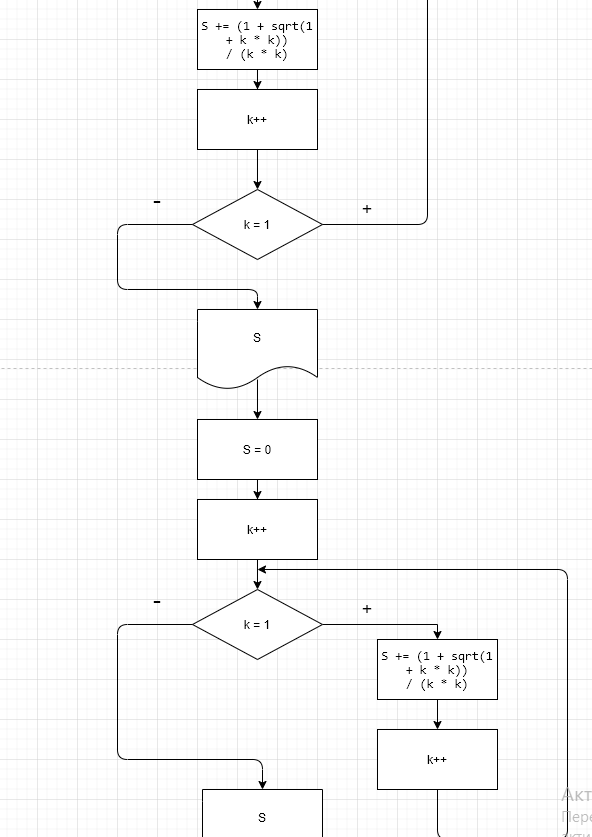 S += (1 + sqrt(1
+ k * k))
/ (k * k)
k++
-
+
k = 1
S
S = 0
k++
-
+
k = 1
S += (1 + sqrt(1
+ k * k))
/ (k * k)
k++
S